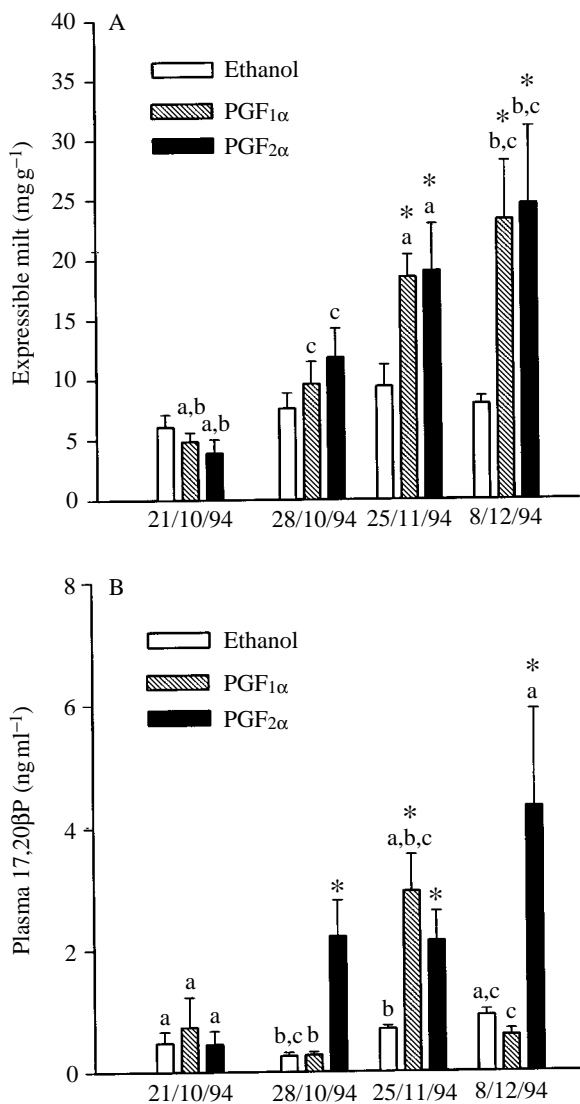 A
40
35
30
25
20
15
10
5
0
Expressible milt (mg g⁻¹)
Ethanol
PGF1α
PGF2α
a,b
a,b
c
c
*
a
*
a
*
b,c
*
b,c
21/10/94 28/10/94 25/11/94 8/12/94
B
8
6
4
2
0
Plasma 17,20βP (ng ml⁻¹)
Ethanol
PGF1α
PGF2α
a
a
a
b,c
b
*
b
*
a,b,c
*
a,c
c
*
a
21/10/94 28/10/94 25/11/94 8/12/94